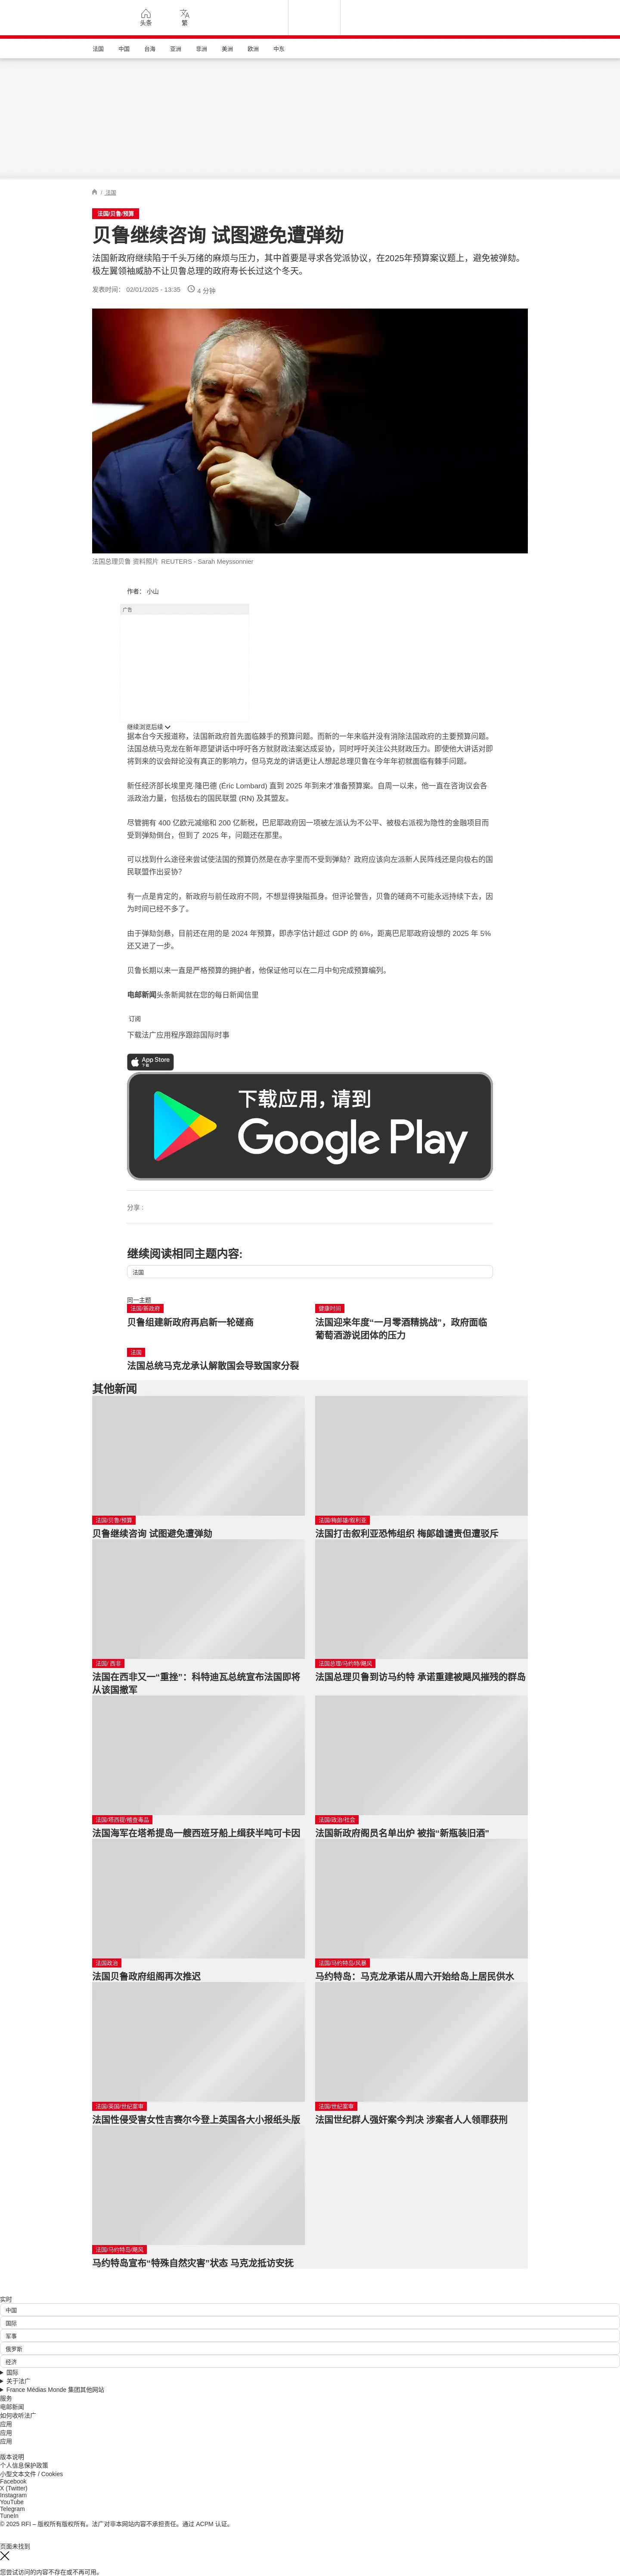 头条
繁
法国
中国
台海
亚洲
非洲
美洲
欧洲
中东
/ 法国
法国/贝鲁/预算
贝鲁继续咨询 试图避免遭弹劾
法国新政府继续陷于千头万绪的麻烦与压力，其中首要是寻求各党派协议，在2025年预算案议题上，避免被弹劾。
极左翼领袖威胁不让贝鲁总理的政府寿长长过这个冬天。
发表时间： 02/01/2025 - 13:35
4 分钟
法国总理贝鲁 资料照片 REUTERS - Sarah Meyssonnier
作者： 小山
广告
继续浏览后续
据本台今天报道称，法国新政府首先面临棘手的预算问题。而新的一年来临并没有消除法国政府的主要预算问题。
法国总统马克龙在新年愿望讲话中呼吁各方就财政法案达成妥协，同时呼吁关注公共财政压力。即使他大讲话对即
将到来的议会辩论没有真正的影响力，但马克龙的讲话更让人想起总理贝鲁在今年年初就面临有棘手问题。
新任经济部长埃里克·隆巴德 (Éric Lombard) 直到 2025 年到来才准备预算案。自周一以来，他一直在咨询议会各
派政治力量，包括极右的国民联盟 (RN) 及其盟友。
尽管拥有 400 亿欧元减缩和 200 亿新税，巴尼耶政府因一项被左派认为不公平、被极右派视为隐性的金融项目而
受到弹劾倒台，但到了 2025 年，问题还在那里。
可以找到什么途径来尝试使法国的预算仍然是在赤字里而不受到弹劾？政府应该向左派新人民阵线还是向极右的国
民联盟作出妥协？
有一点是肯定的，新政府与前任政府不同，不想显得狭隘孤身。但评论警告，贝鲁的磋商不可能永远持续下去，因
为时间已经不多了。
由于弹劾剑悬，目前还在用的是 2024 年预算，即赤字估计超过 GDP 的 6%，距离巴尼耶政府设想的 2025 年 5%
还又进了一步。
贝鲁长期以来一直是严格预算的拥护者，他保证他可以在二月中旬完成预算编列。
电邮新闻头条新闻就在您的每日新闻信里
订阅
下载法广应用程序跟踪国际时事
App Store
下载
下载应用，请到
Google Play
分享 :
继续阅读相同主题内容:
法国
同一主题
法国/新政府
贝鲁组建新政府再启新一轮磋商
健康时间
法国迎来年度“一月零酒精挑战”，政府面临
葡萄酒游说团体的压力
法国
法国总统马克龙承认解散国会导致国家分裂
其他新闻
法国/贝鲁/预算
贝鲁继续咨询 试图避免遭弹劾
法国/梅郎雄/叙利亚
法国打击叙利亚恐怖组织 梅郎雄谴责但遭驳斥
法国/ 西非
法国在西非又一“重挫”：科特迪瓦总统宣布法国即将
从该国撤军
法国总理/马约特/飓风
法国总理贝鲁到访马约特 承诺重建被飓风摧残的群岛
法国/塔西提/稽查毒品
法国海军在塔希提岛一艘西班牙船上缉获半吨可卡因
法国/政治/社会
法国新政府阁员名单出炉 被指“新瓶装旧酒”
法国政治
法国贝鲁政府组阁再次推迟
法国/马约特岛/风暴
马约特岛：马克龙承诺从周六开始给岛上居民供水
法国/英国/世纪案审
法国性侵受害女性吉赛尔今登上英国各大小报纸头版
法国/世纪案审
法国世纪群人强奸案今判决 涉案者人人领罪获刑
法国/马约特岛/飓风
马约特岛宣布“特殊自然灾害”状态 马克龙抵访安抚
实时
中国
国际
军事
俄罗斯
经济
国际
关于法广
France Médias Monde 集团其他网站
服务
电邮新闻
如何收听法广
应用
应用
应用
版本说明
个人信息保护政策
小型文本文件 / Cookies
Facebook
X (Twitter)
Instagram
YouTube
Telegram
TuneIn
© 2025 RFI – 版权所有版权所有。法广对非本网站内容不承担责任。通过 ACPM 认证。
页面未找到
您尝试访问的内容不存在或不再可用。